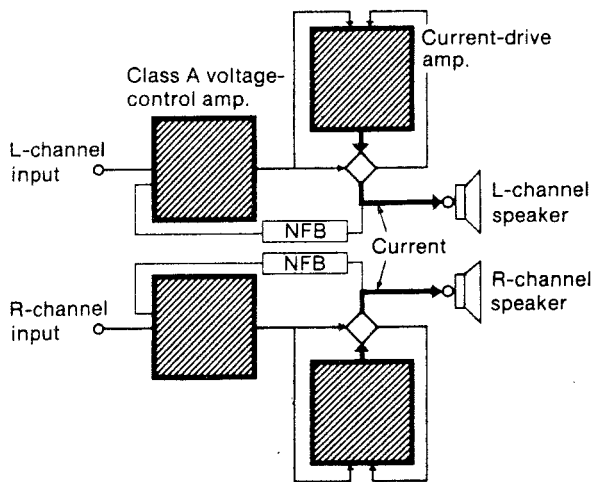 Current-drive
amp.
Class A voltage-
control amp.
L-channel
input
L-channel
speaker
NFB
Current
NFB
R-channel
input
R-channel
speaker